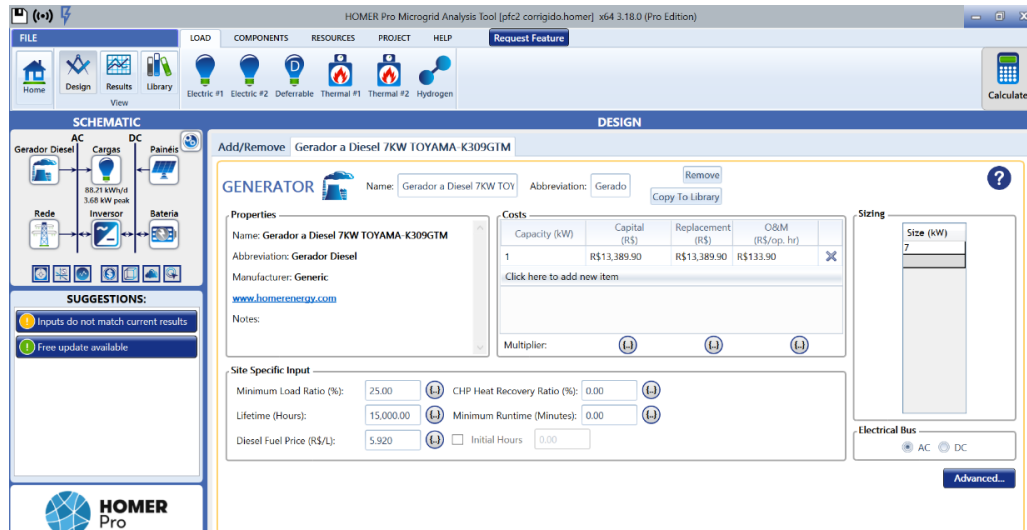 HOMER Pro Microgrid Analysis Tool [pfc2 corrigido.homer] x64 3.18.0 (Pro Edition)
FILE
LOAD COMPONENTS RESOURCES PROJECT HELP Request Feature
Home Design Results Library
View
Electric #1 Electric #2 Deferrable Thermal #1 Thermal #2 Hydrogen
Calculate
SCHEMATIC
AC DC
Gerador Diesel Cargas Painéis
88.21 kWh/d
3.68 kW peak
Rede Inversor Bateria
SUGGESTIONS:
Inputs do not match current results
Free update available
HOMER
Pro
DESIGN
Add/Remove Gerador a Diesel 7KW TOYAMA-K309GTM
GENERATOR Name: Gerador a Diesel 7KW TOY Abbreviation: Gerado
Remove
Copy To Library
Properties
Name: Gerador a Diesel 7KW TOYAMA-K309GTM
Abbreviation: Gerador Diesel
Manufacturer: Generic
www.homerenergy.com
Notes:
Costs
Capacity (kW) Capital (R$) Replacement (R$) O&M (R$/op. hr)
1 R$13,389.90 R$13,389.90 R$133.90
Click here to add new item
Multiplier: {..} {..} {..}
Sizing
Size (kW)
7
Site Specific Input
Minimum Load Ratio (%): 25.00 {..} CHP Heat Recovery Ratio (%): 0.00 {..}
Lifetime (Hours): 15,000.00 {..} Minimum Runtime (Minutes): 0.00 {..}
Diesel Fuel Price (R$/L): 5.920 {..} Initial Hours 0.00
Electrical Bus
AC DC
Advanced...